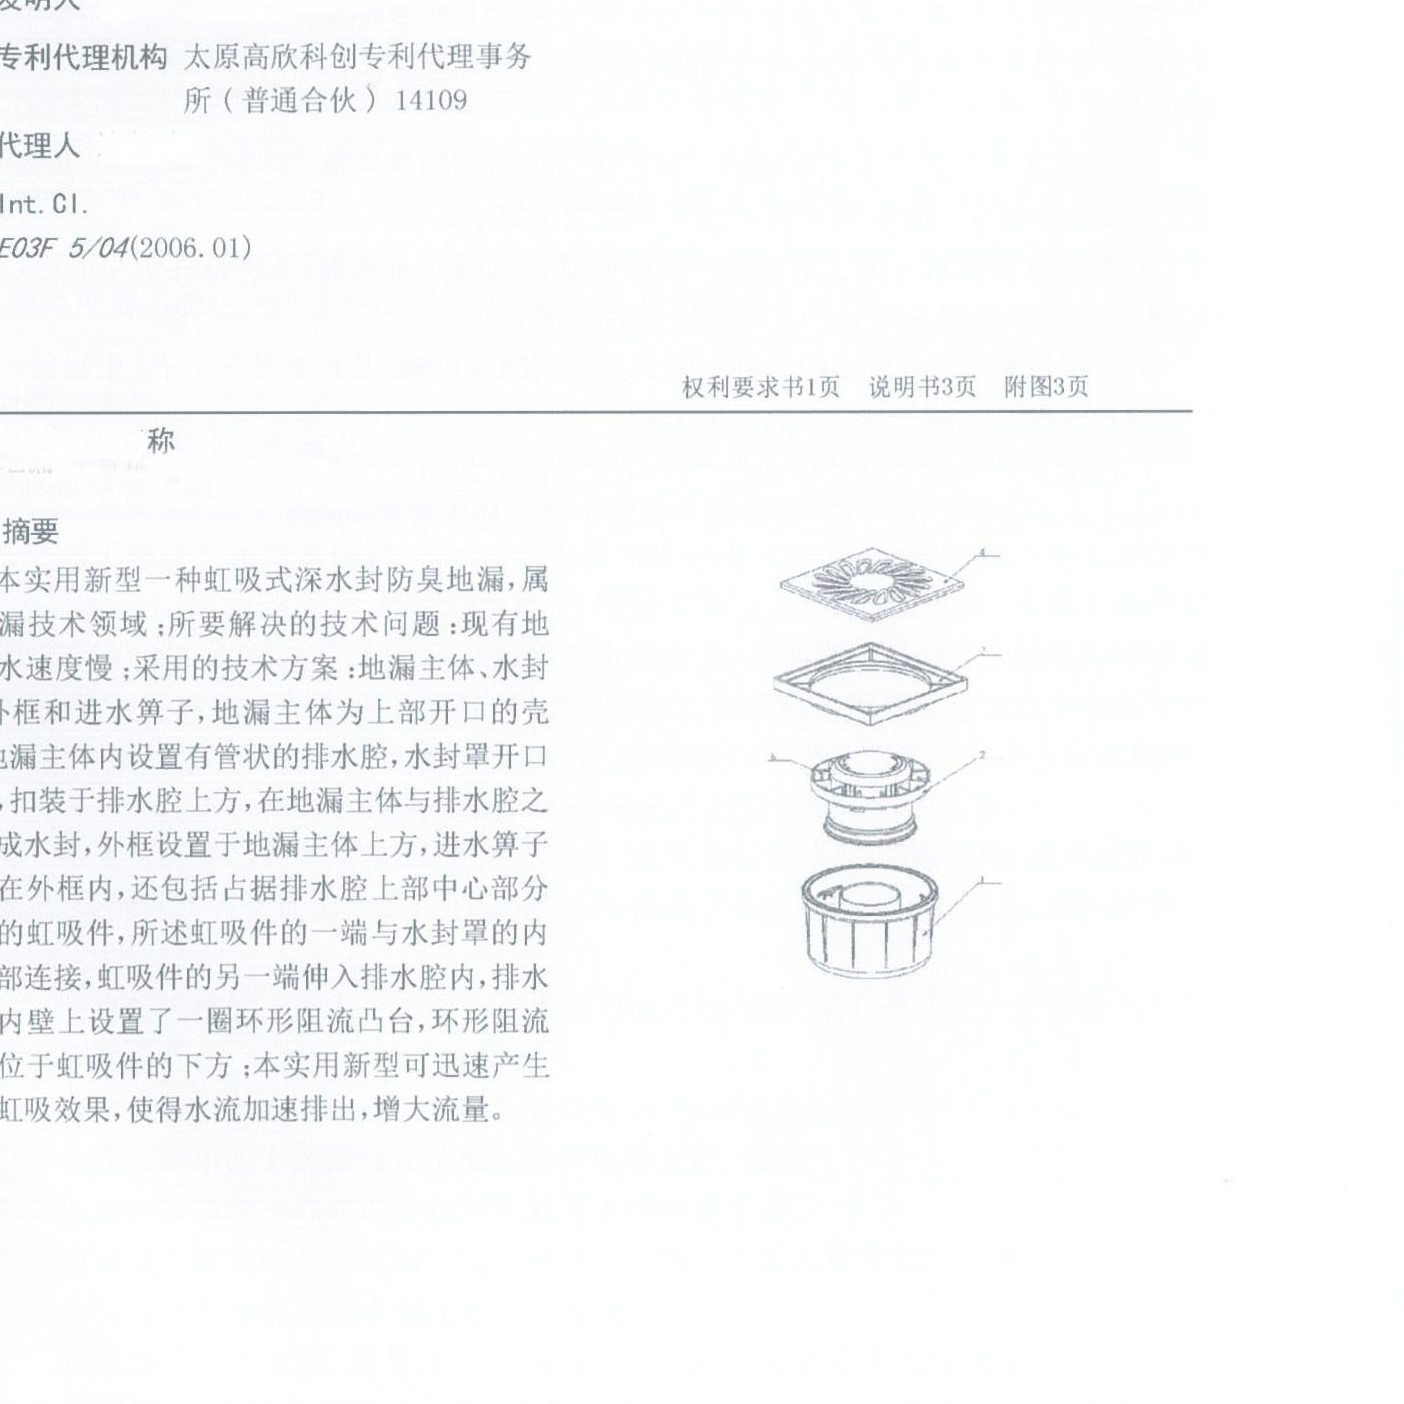 发明人
专利代理机构 太原高欣科创专利代理事务
所（普通合伙）14109
代理人
Int.Cl.
E03F 5/04(2006.01)
权利要求书1页 说明书3页 附图3页
称
摘要
本实用新型一种虹吸式深水封防臭地漏,属
漏技术领域;所要解决的技术问题:现有地
水速度慢;采用的技术方案:地漏主体、水封
外框和进水箅子,地漏主体为上部开口的壳
地漏主体内设置有管状的排水腔,水封罩开口
,扣装于排水腔上方,在地漏主体与排水腔之
成水封,外框设置于地漏主体上方,进水箅子
在外框内,还包括占据排水腔上部中心部分
的虹吸件,所述虹吸件的一端与水封罩的内
部连接,虹吸件的另一端伸入排水腔内,排水
内壁上设置了一圈环形阻流凸台,环形阻流
位于虹吸件的下方;本实用新型可迅速产生
虹吸效果,使得水流加速排出,增大流量。
2
1